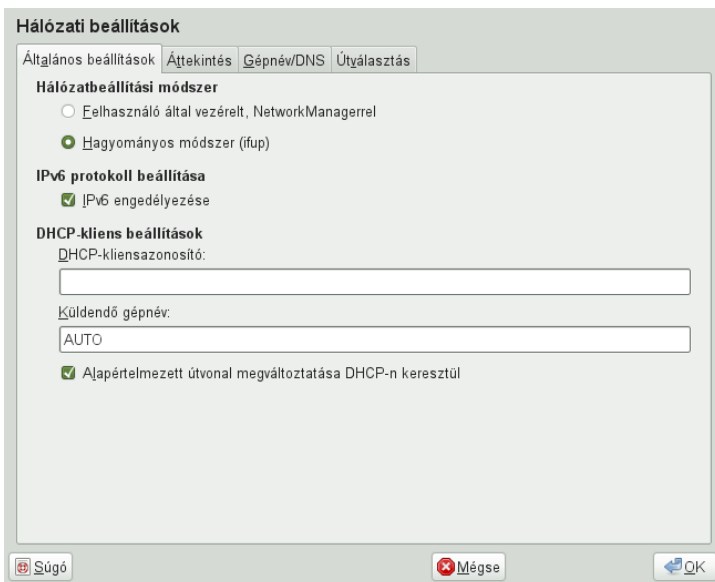 Hálózati beállítások
Általános beállítások Áttekintés Gépnév/DNS Útválasztás
Hálózatbeállítási módszer
Felhasználó által vezérelt, NetworkManagerrel
Hagyományos módszer (ifup)
IPv6 protokoll beállítása
IPv6 engedélyezése
DHCP-kliens beállítások
DHCP-kliensazonosító:
Küldendő gépnév:
AUTO
Alapértelmezett útvonal megváltoztatása DHCP-n keresztül
Súgó Mégse OK